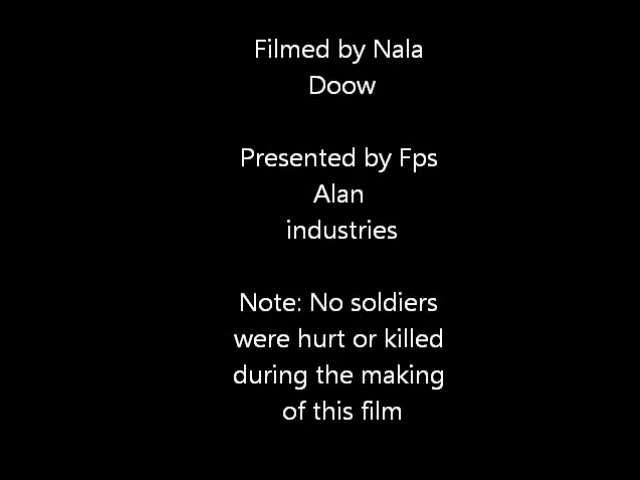 Filmed by Nala
Doow
Presented by Fps
Alan
industries
Note: No soldiers
were hurt or killed
during the making
of this film